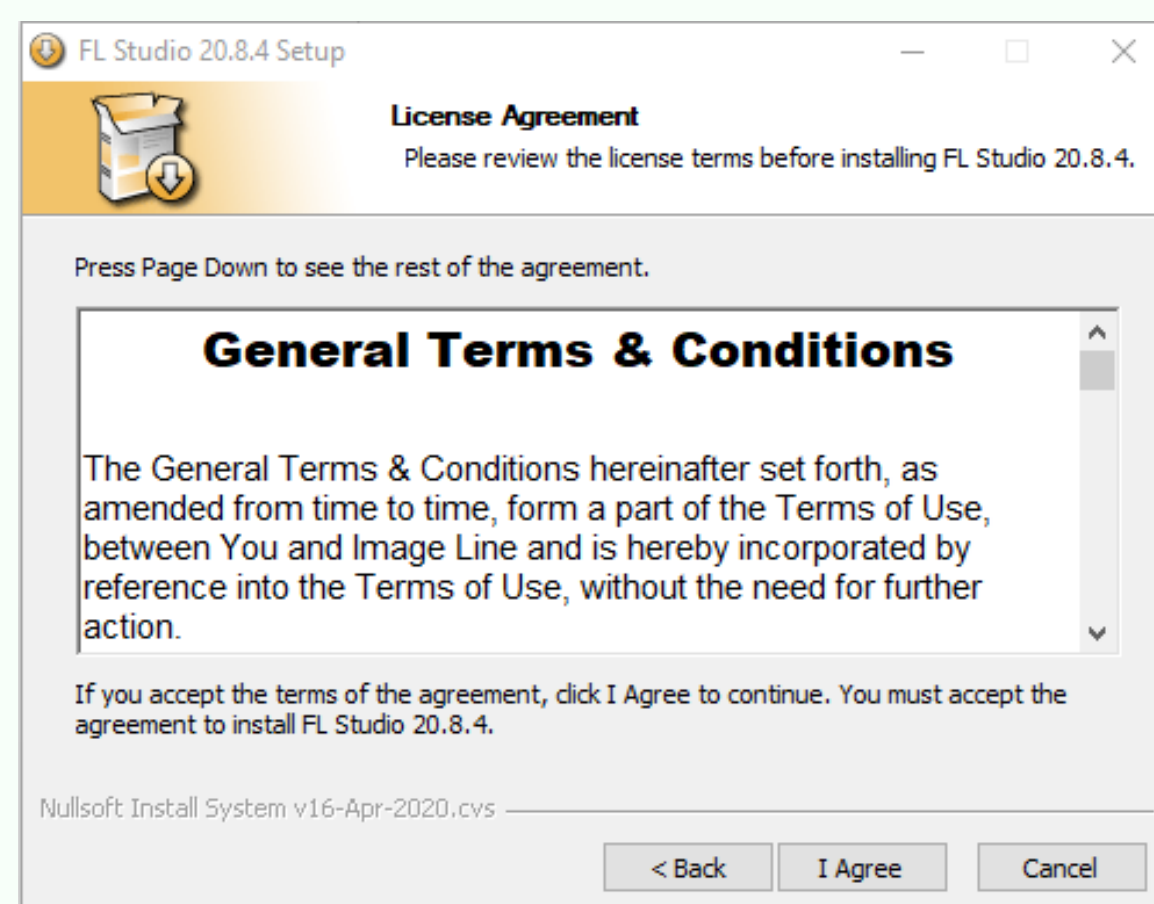 FL Studio 20.8.4 Setup
License Agreement
Please review the license terms before installing FL Studio 20.8.4.
Press Page Down to see the rest of the agreement.
General Terms & Conditions
The General Terms & Conditions hereinafter set forth, as
amended from time to time, form a part of the Terms of Use,
between You and Image Line and is hereby incorporated by
reference into the Terms of Use, without the need for further
action.
If you accept the terms of the agreement, click I Agree to continue. You must accept the
agreement to install FL Studio 20.8.4.
Nullsoft Install System v16-Apr-2020.cvs
< Back I Agree Cancel